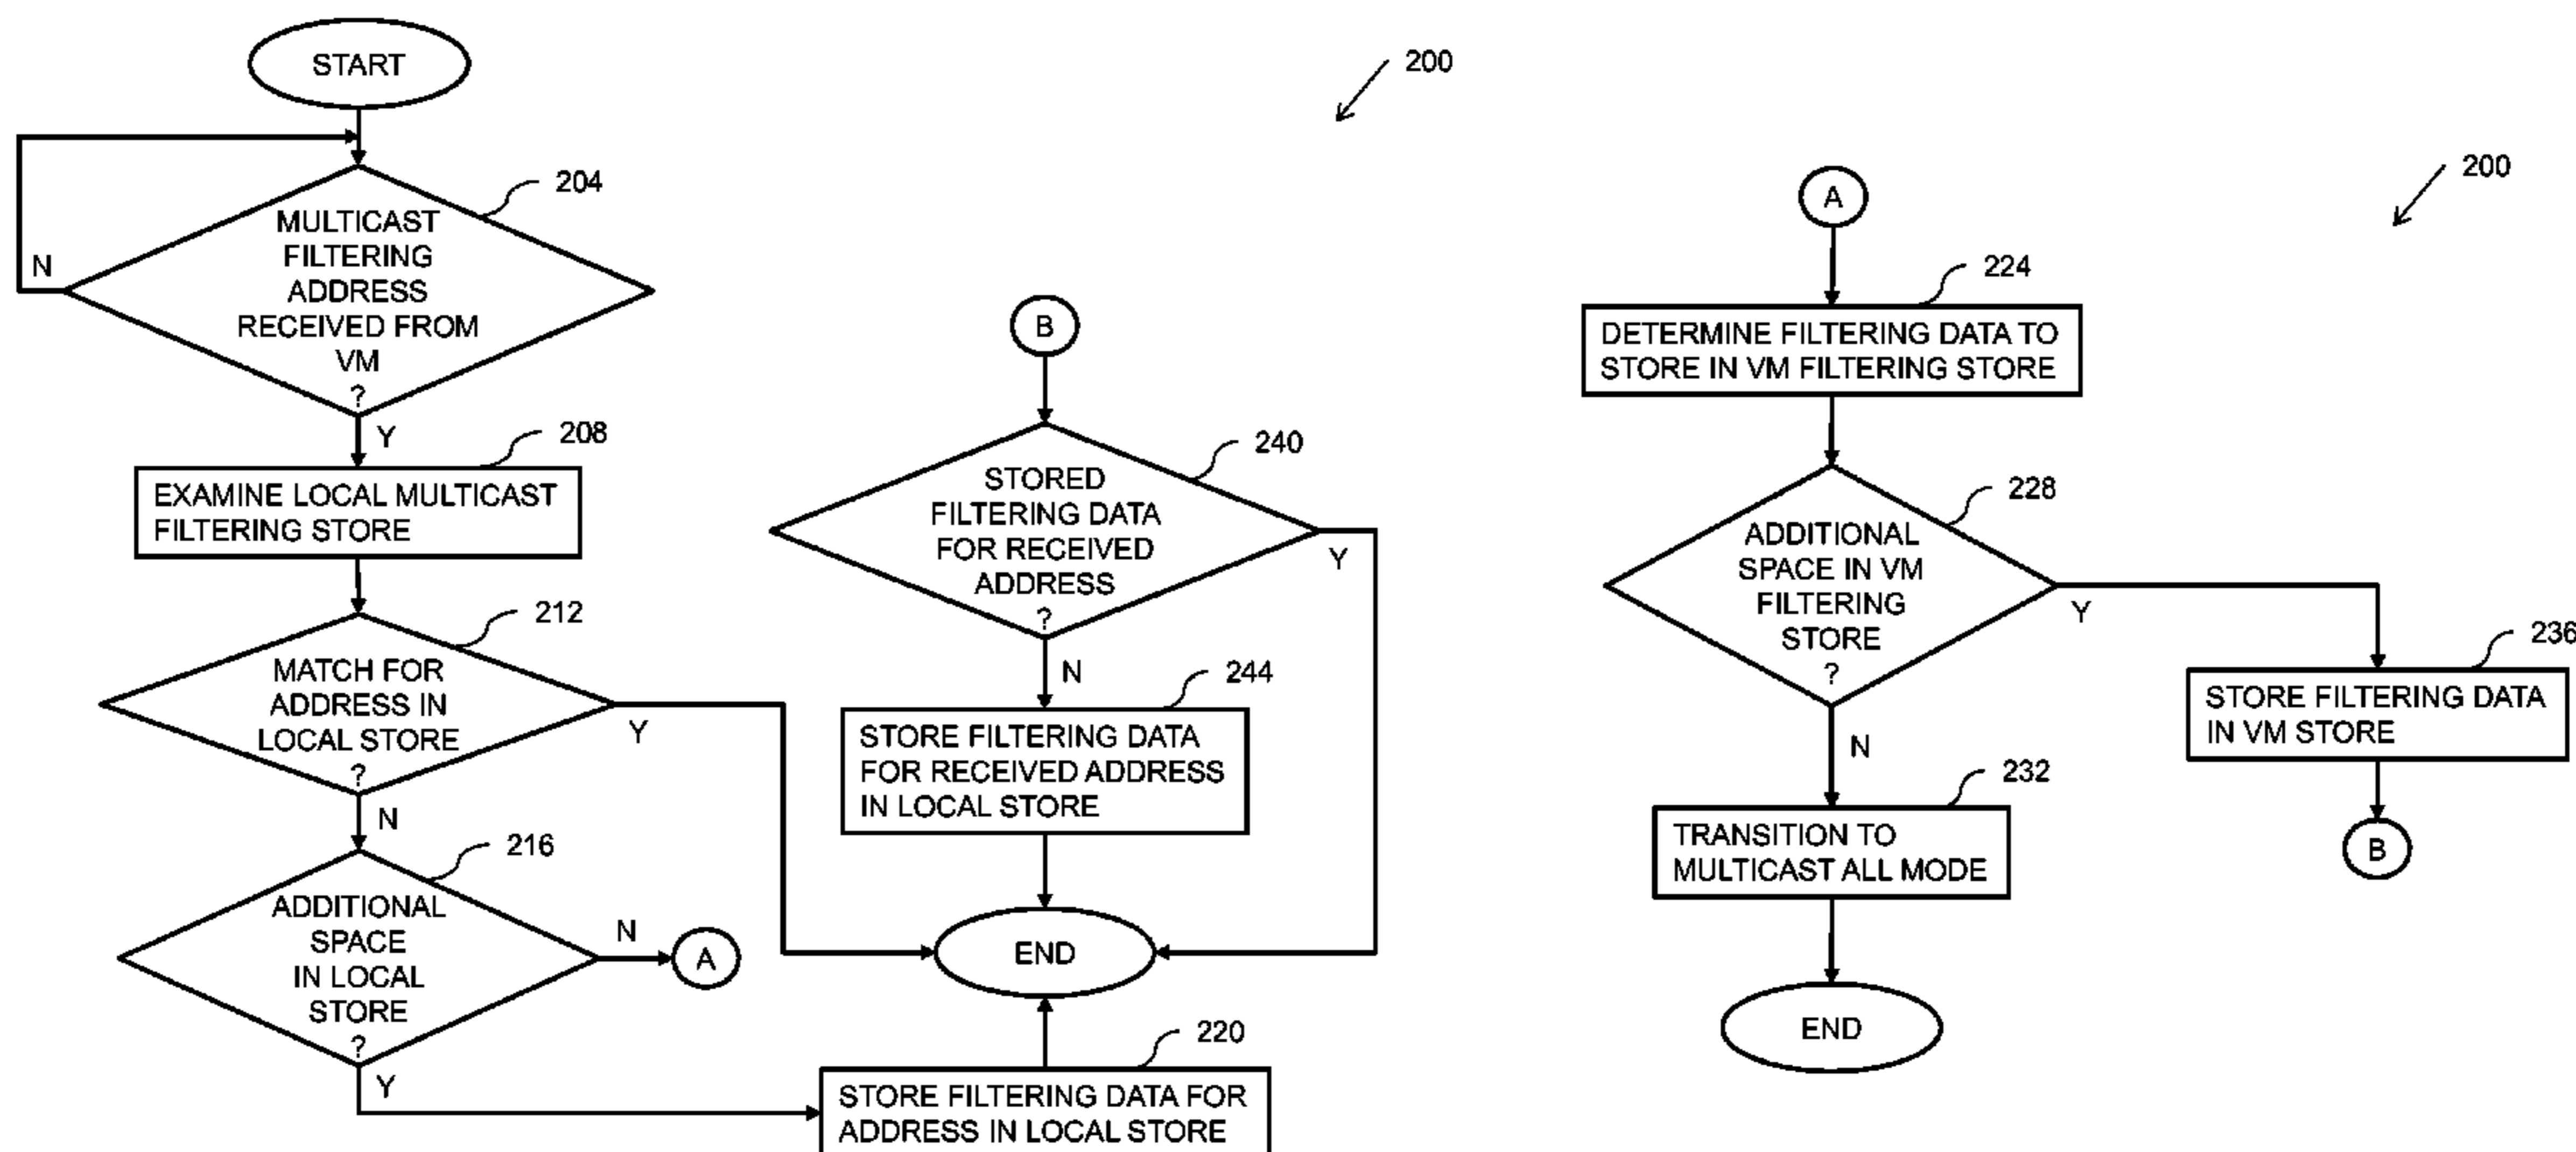 START
200
204
MULTICAST
FILTERING
ADDRESS
RECEIVED FROM
VM
?
N
Y
208
EXAMINE LOCAL MULTICAST
FILTERING STORE
212
MATCH FOR
ADDRESS IN
LOCAL STORE
?
Y
N
216
ADDITIONAL
SPACE
IN LOCAL
STORE
?
N
A
Y
220
STORE FILTERING DATA FOR
ADDRESS IN LOCAL STORE
B
240
STORED
FILTERING DATA
FOR RECEIVED
ADDRESS
?
Y
N
244
STORE FILTERING DATA
FOR RECEIVED ADDRESS
IN LOCAL STORE
END
200
A
224
DETERMINE FILTERING DATA TO
STORE IN VM FILTERING STORE
228
ADDITIONAL
SPACE IN VM
FILTERING
STORE
?
Y
N
232
TRANSITION TO
MULTICAST ALL MODE
END
236
STORE FILTERING DATA
IN VM STORE
B